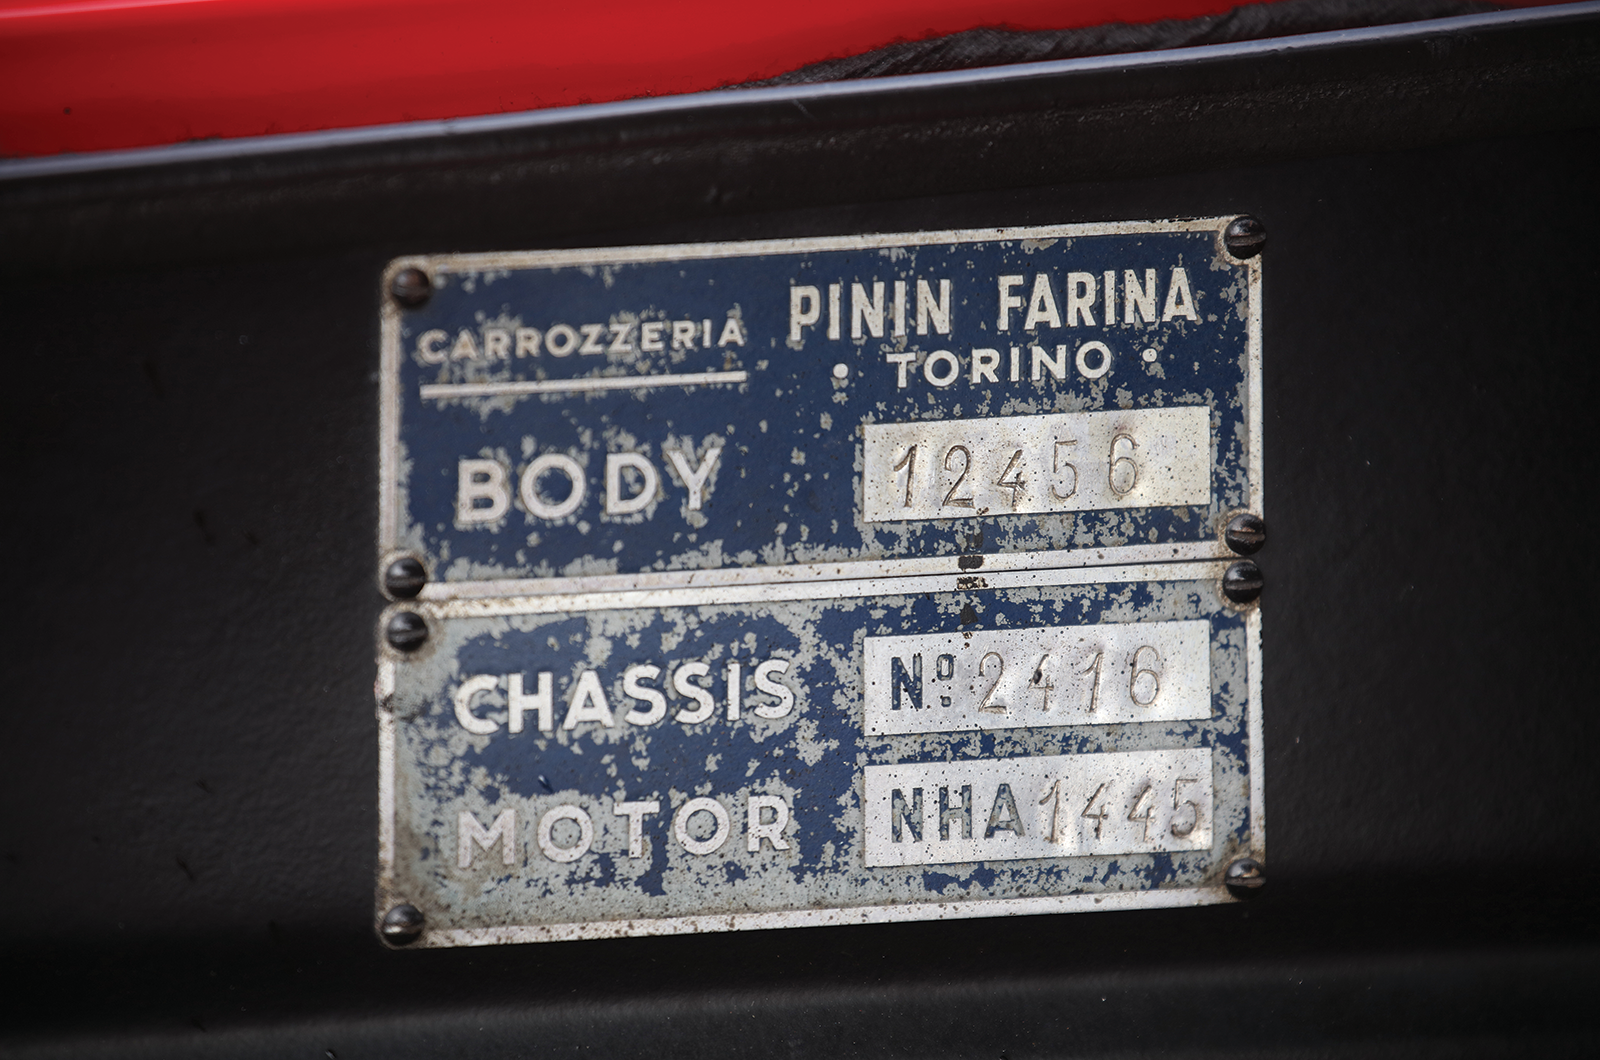 CARROZZERIA
PININ FARINA
• TORINO •
BODY 12456
CHASSIS Nº 2416
MOTOR NHA 1445